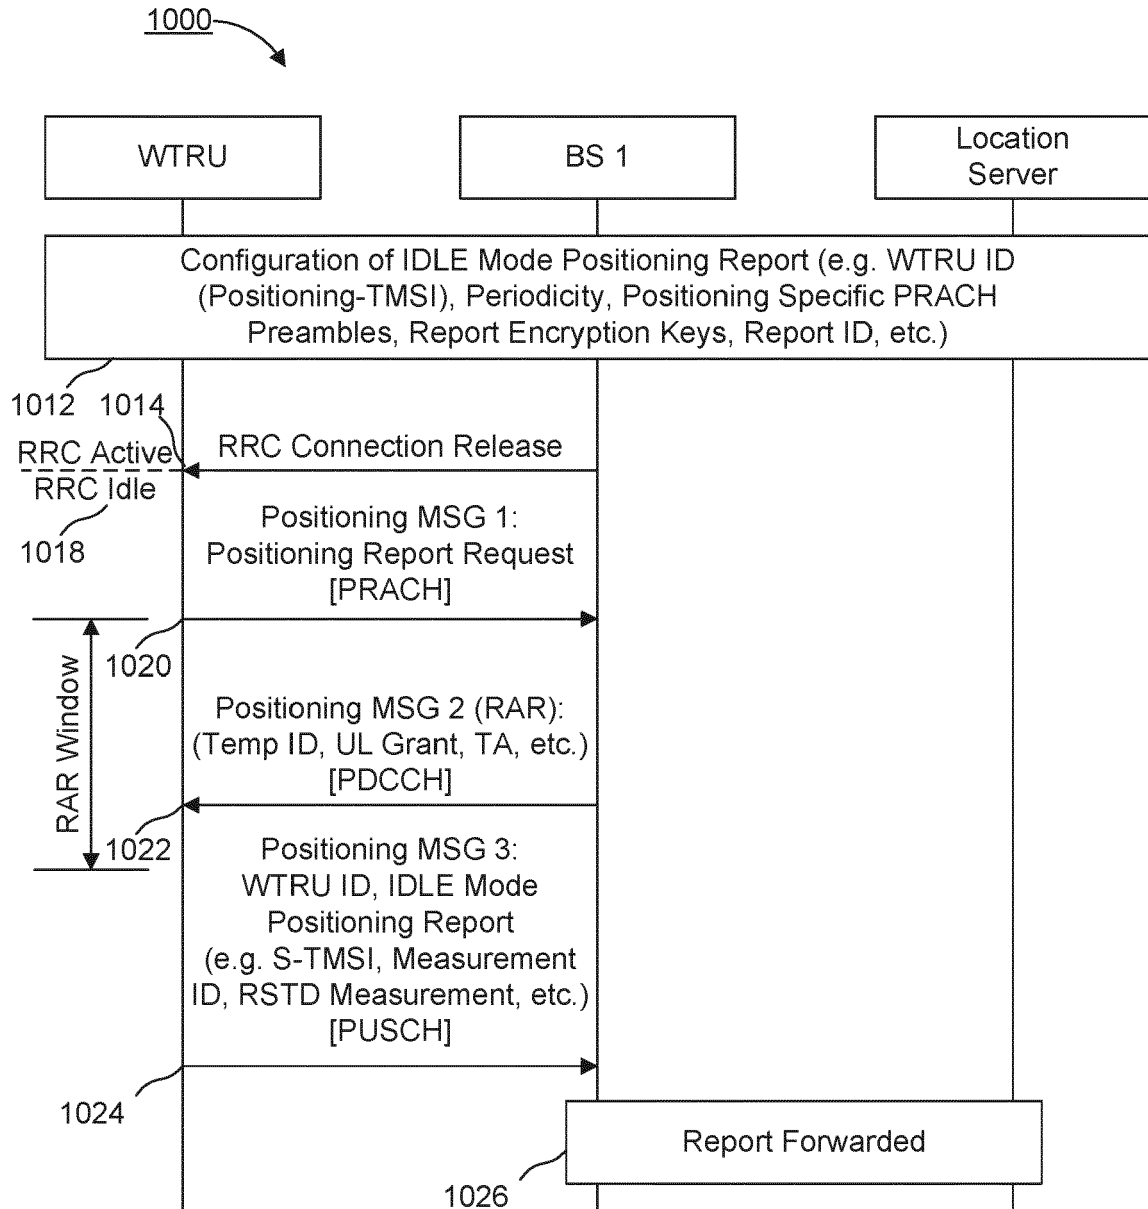 1000
WTRU
BS 1
Location
Server
Configuration of IDLE Mode Positioning Report (e.g. WTRU ID
(Positioning-TMSI), Periodicity, Positioning Specific PRACH
Preambles, Report Encryption Keys, Report ID, etc.)
1012
1014
RRC Active
RRC Connection Release
RRC Idle
1018
Positioning MSG 1:
Positioning Report Request
[PRACH]
1020
RAR Window
Positioning MSG 2 (RAR):
(Temp ID, UL Grant, TA, etc.)
[PDCCH]
1022
Positioning MSG 3:
WTRU ID, IDLE Mode
Positioning Report
(e.g. S-TMSI, Measurement
ID, RSTD Measurement, etc.)
[PUSCH]
1024
Report Forwarded
1026